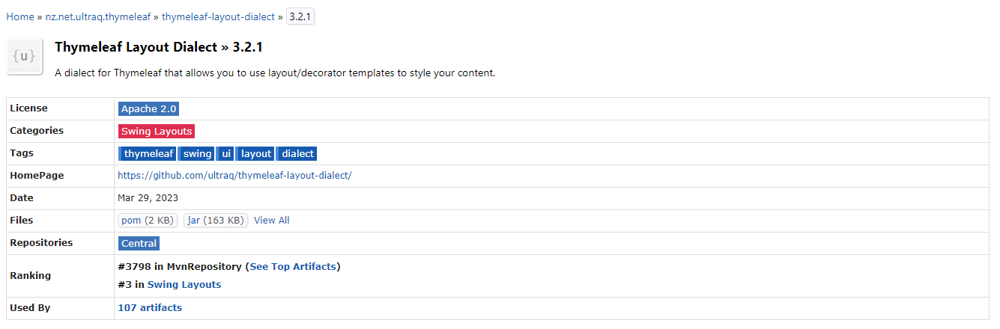 Home » nz.net.ultraq.thymeleaf » thymeleaf-layout-dialect » 3.2.1
{u}
Thymeleaf Layout Dialect » 3.2.1
A dialect for Thymeleaf that allows you to use layout/decorator templates to style your content.
License Apache 2.0
Categories Swing Layouts
Tags thymeleaf swing ui layout dialect
HomePage https://github.com/ultraq/thymeleaf-layout-dialect/
Date Mar 29, 2023
Files pom (2 KB) jar (163 KB) View All
Repositories Central
Ranking #3798 in MvnRepository (See Top Artifacts)
#3 in Swing Layouts
Used By 107 artifacts